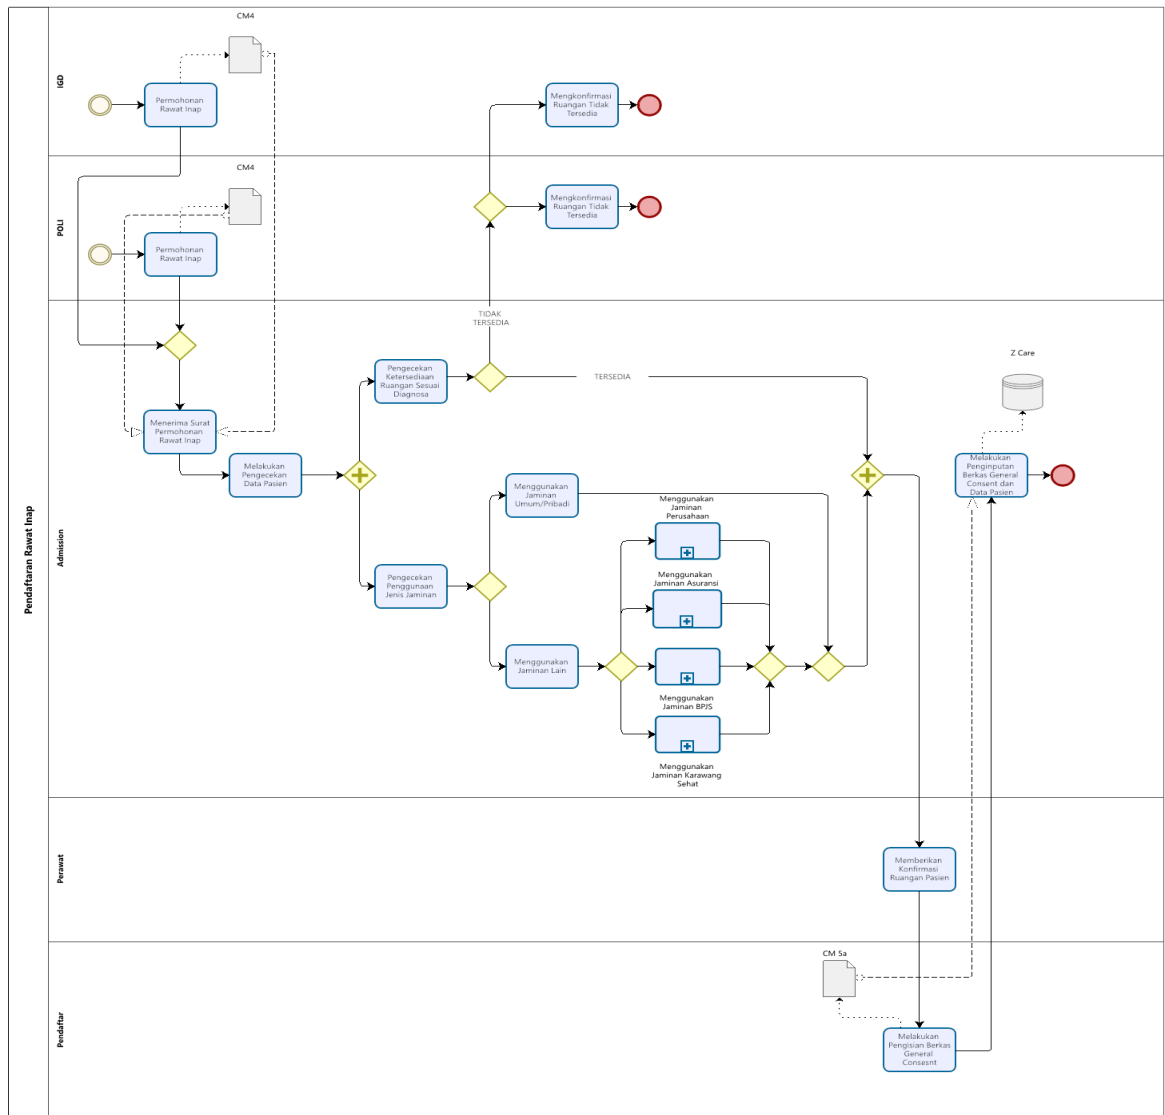 Pendaftaran Rawat Inap
IGD
CM4
Permohonan
Rawat Inap
Mengkonfirmasi
Ruangan Tidak
Tersedia
POLI
CM4
Permohonan
Rawat Inap
Mengkonfirmasi
Ruangan Tidak
Tersedia
Admission
TIDAK
TERSEDIA
Menerima Surat
Permohonan
Rawat Inap
Melakukan
Pengecekan
Data Pasien
Pengecekan
Ketersediaan
Ruangan Sesuai
Diagnosa
TERSEDIA
Pengecekan
Penggunaan
Jenis Jaminan
Menggunakan
Jaminan
Umum/Pribadi
Menggunakan
Jaminan Lain
Menggunakan
Jaminan
Perusahaan
Menggunakan
Jaminan Asuransi
Menggunakan
Jaminan BPJS
Menggunakan
Jaminan Karawang
Sehat
Z Care
Melakukan
Penginputan
Berkas General
Consent dan
Data Pasien
Perawat
Memberikan
Konfirmasi
Ruangan Pasien
Pendaftar
CM 5a
Melakukan
Pengisian Berkas
General
Consesnt